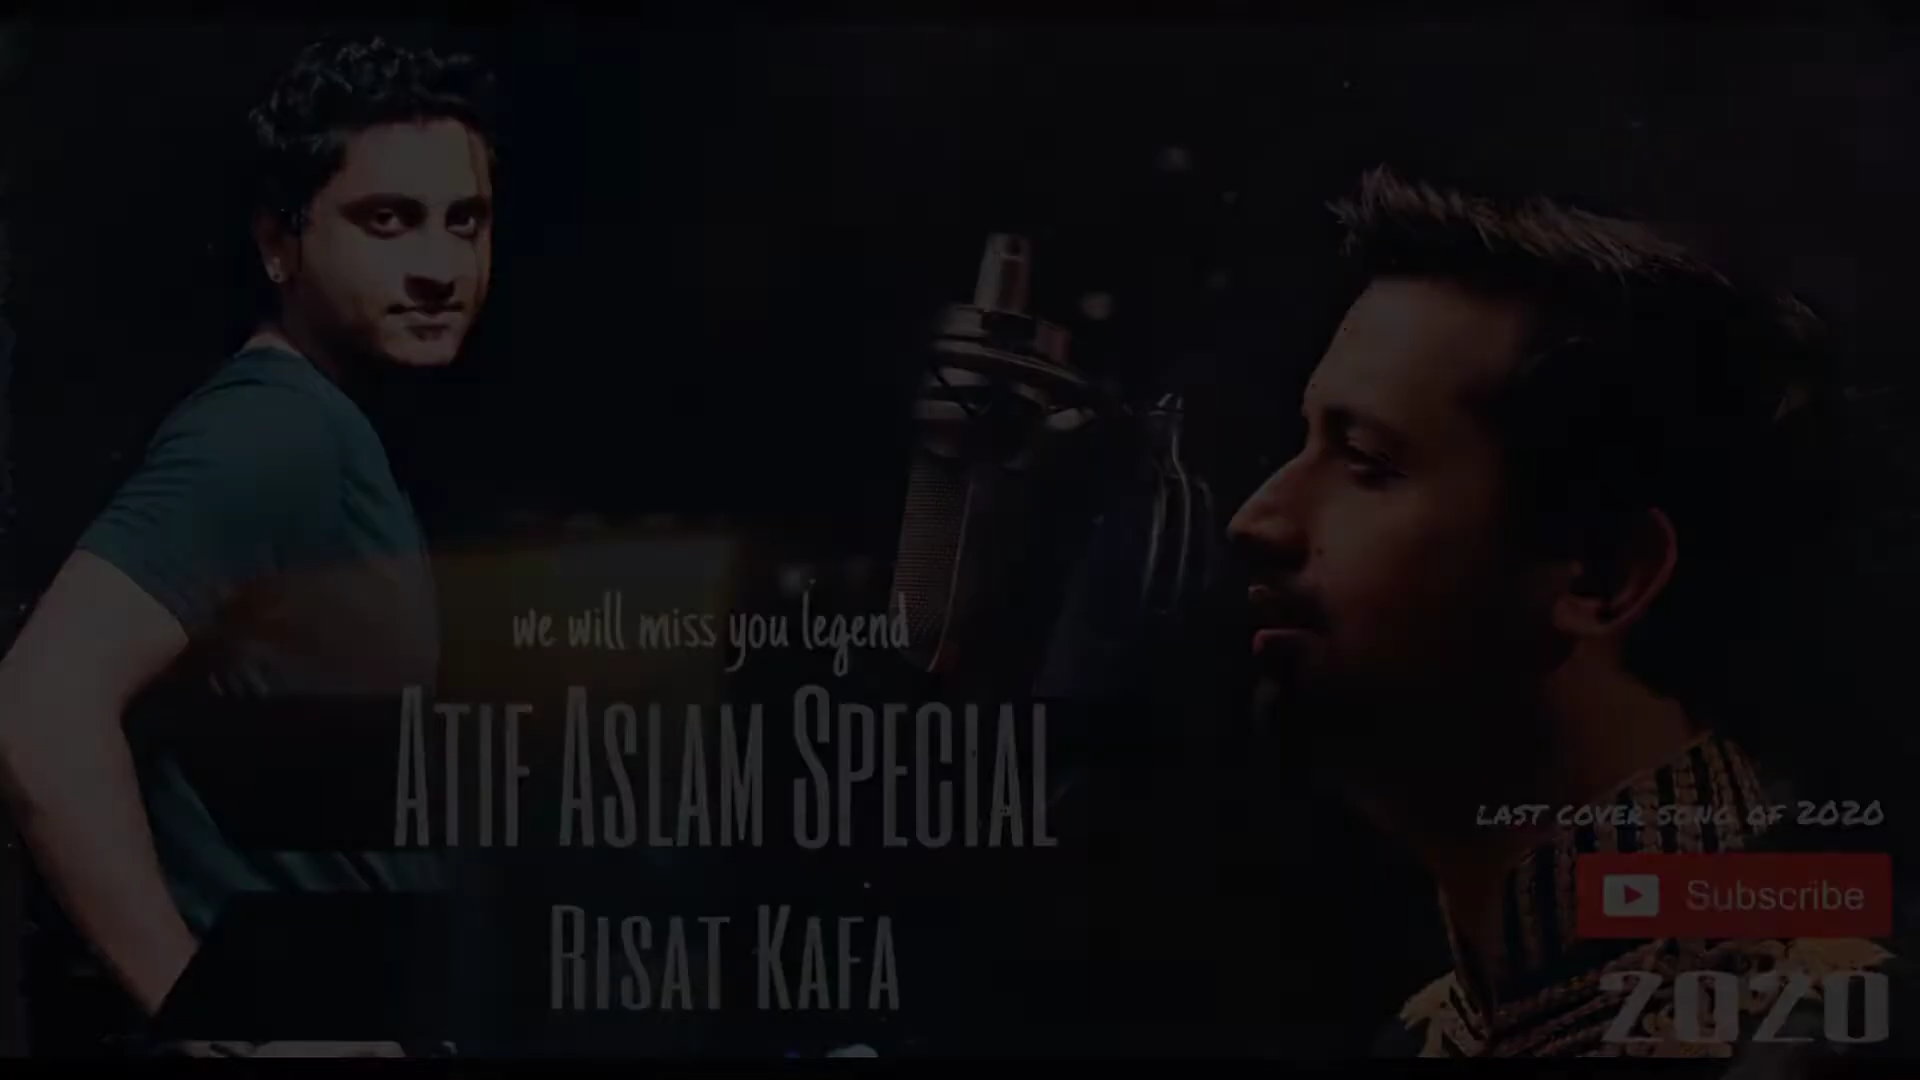 we will miss you legend
ATIF ASLAM SPECIAL
LAST COVER SONG OF 2020
Subscribe
RISAT KAFA
2020